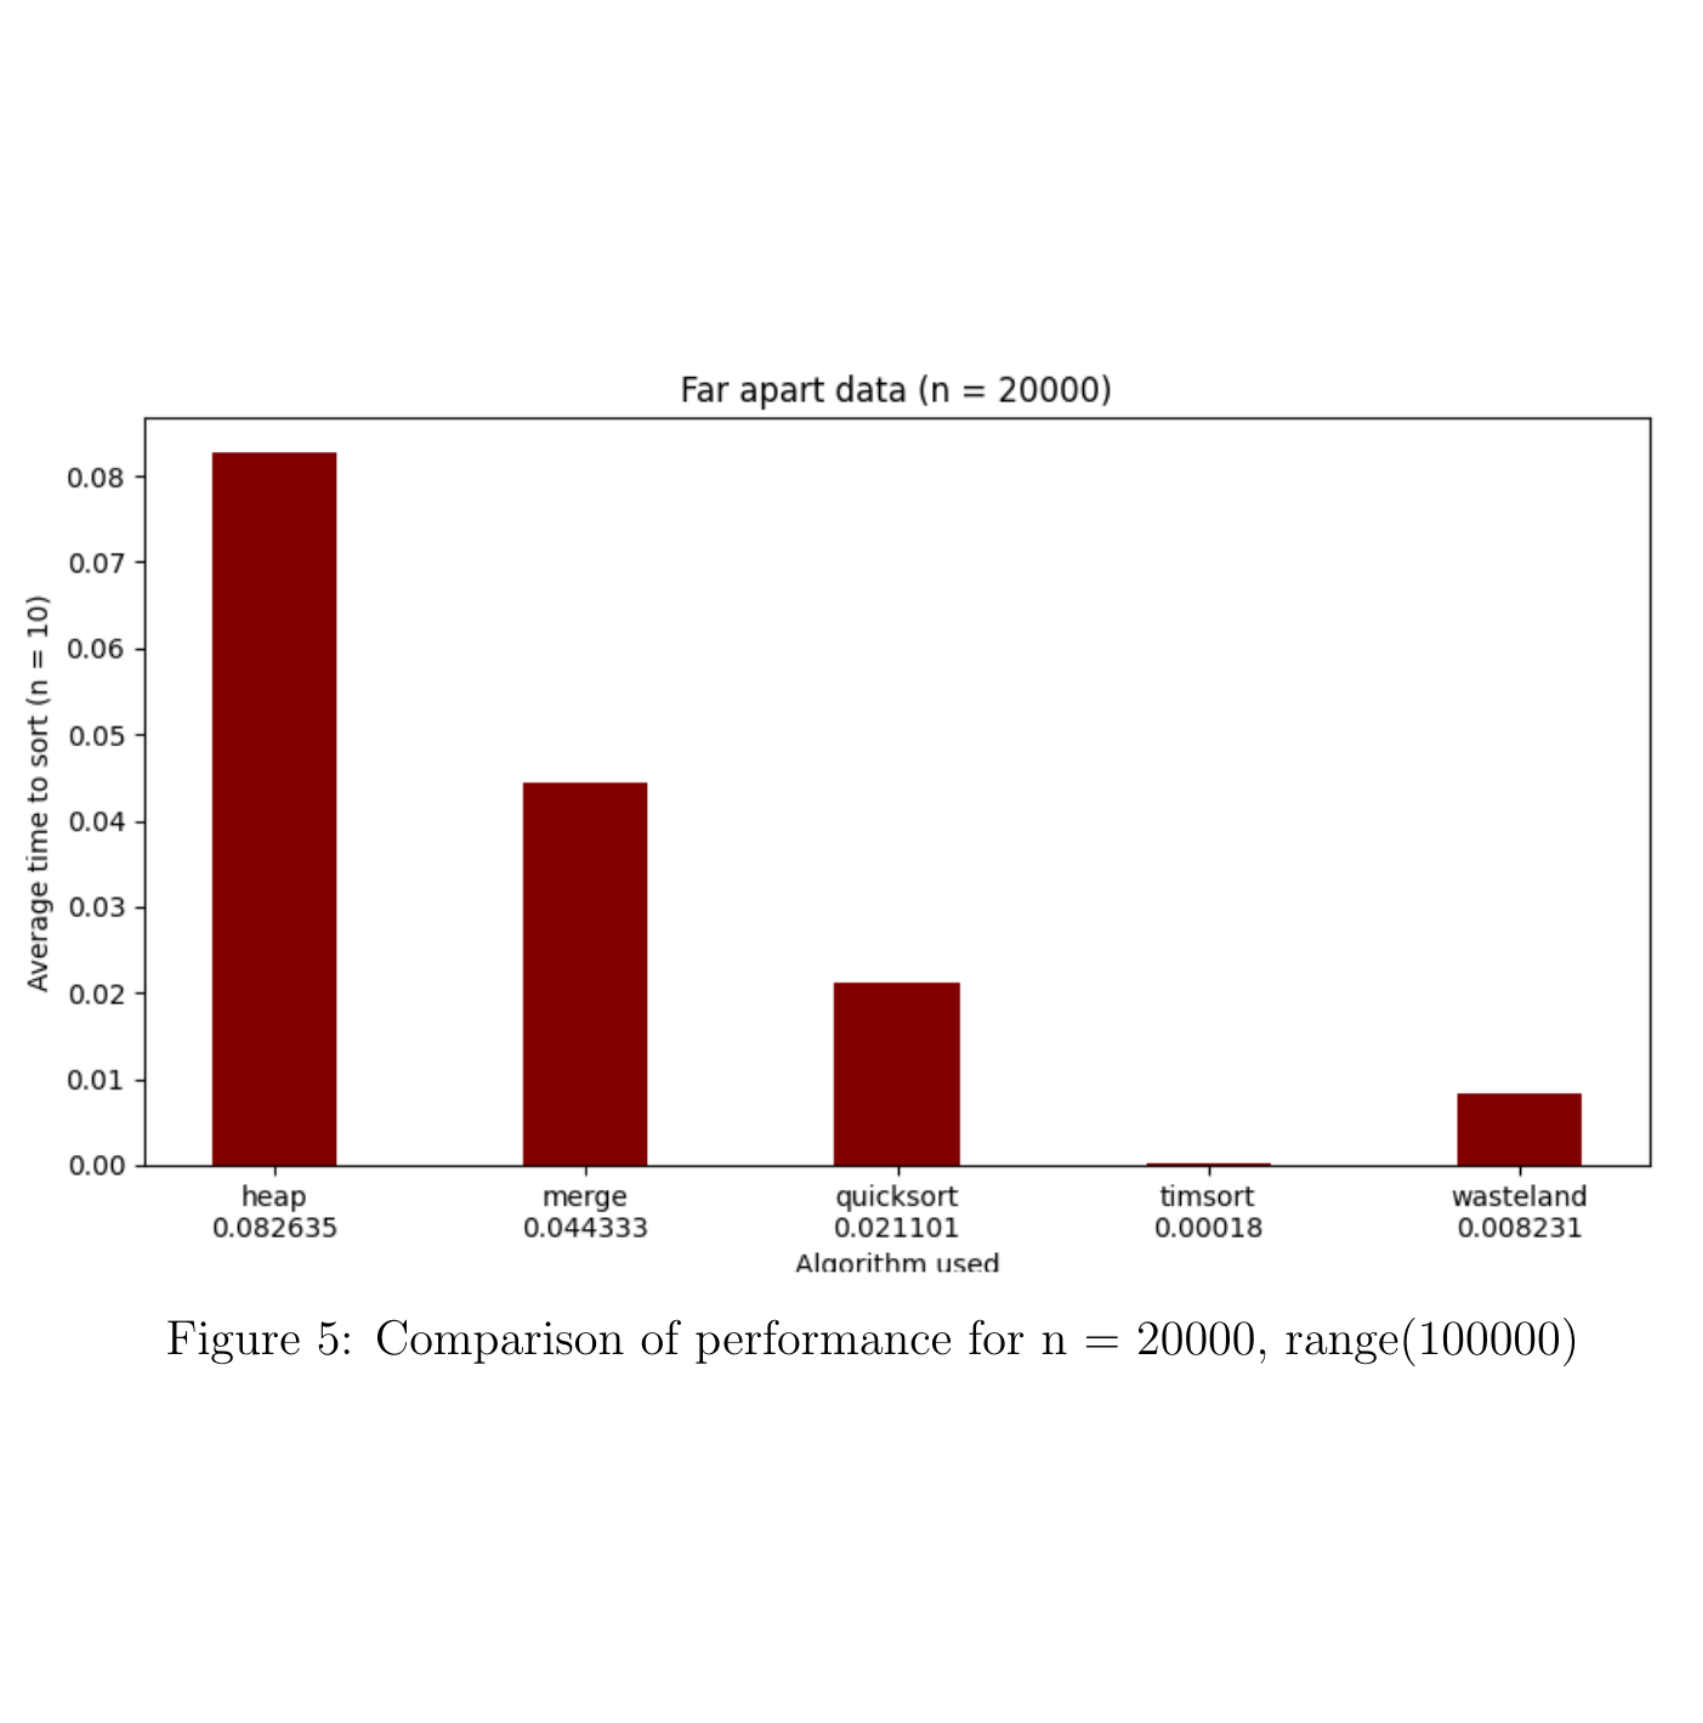 Far apart data (n = 20000)
Average time to sort (n = 10)
0.08
0.07
0.06
0.05
0.04
0.03
0.02
0.01
0.00
heap merge quicksort timsort wasteland
0.082635 0.044333 0.021101 0.00018 0.008231
Algorithm used
Figure 5: Comparison of performance for n = 20000, range(100000)